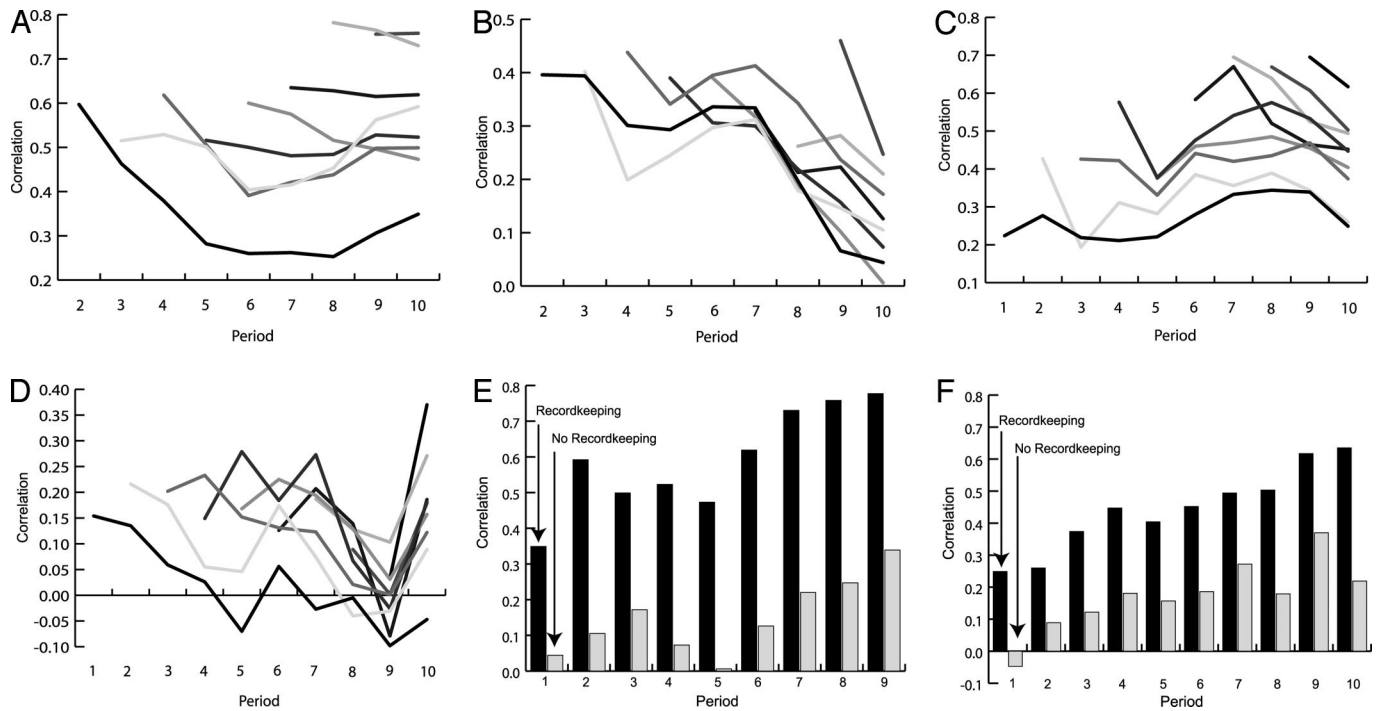 A
Correlation
0.8
0.7
0.6
0.5
0.4
0.3
0.2
2 3 4 5 6 7 8 9 10
Period
B
Correlation
0.5
0.4
0.3
0.2
0.1
0.0
2 3 4 5 6 7 8 9 10
Period
C
Correlation
0.8
0.7
0.6
0.5
0.4
0.3
0.2
0.1
1 2 3 4 5 6 7 8 9 10
Period
D
Correlation
0.40
0.35
0.30
0.25
0.20
0.15
0.10
0.05
0.00
-0.05
-0.10
1 2 3 4 5 6 7 8 9 10
Period
E
Correlation
0.8
0.7
0.6
0.5
0.4
0.3
0.2
0.1
0.0
Recordkeeping
No Recordkeeping
1 2 3 4 5 6 7 8 9
Period
F
Correlation
0.8
0.7
0.6
0.5
0.4
0.3
0.2
0.1
0.0
-0.1
Recordkeeping
No Recordkeeping
1 2 3 4 5 6 7 8 9 10
Period